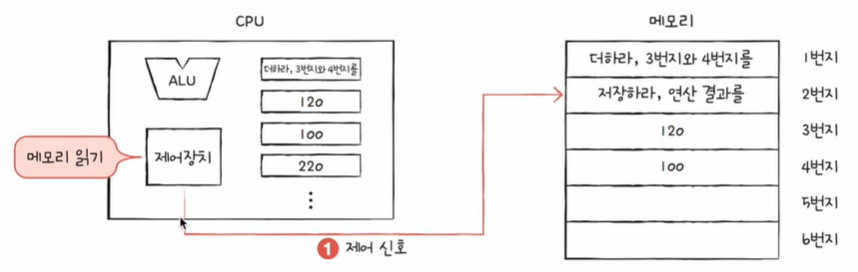 CPU
메모리
ALU
더하라, 3번지와 4번지를
120
100
220
제어장치
메모리 읽기
❶ 제어 신호
더하라, 3번지와 4번지를
1번지
저장하라, 연산 결과를
2번지
120
3번지
100
4번지
5번지
6번지